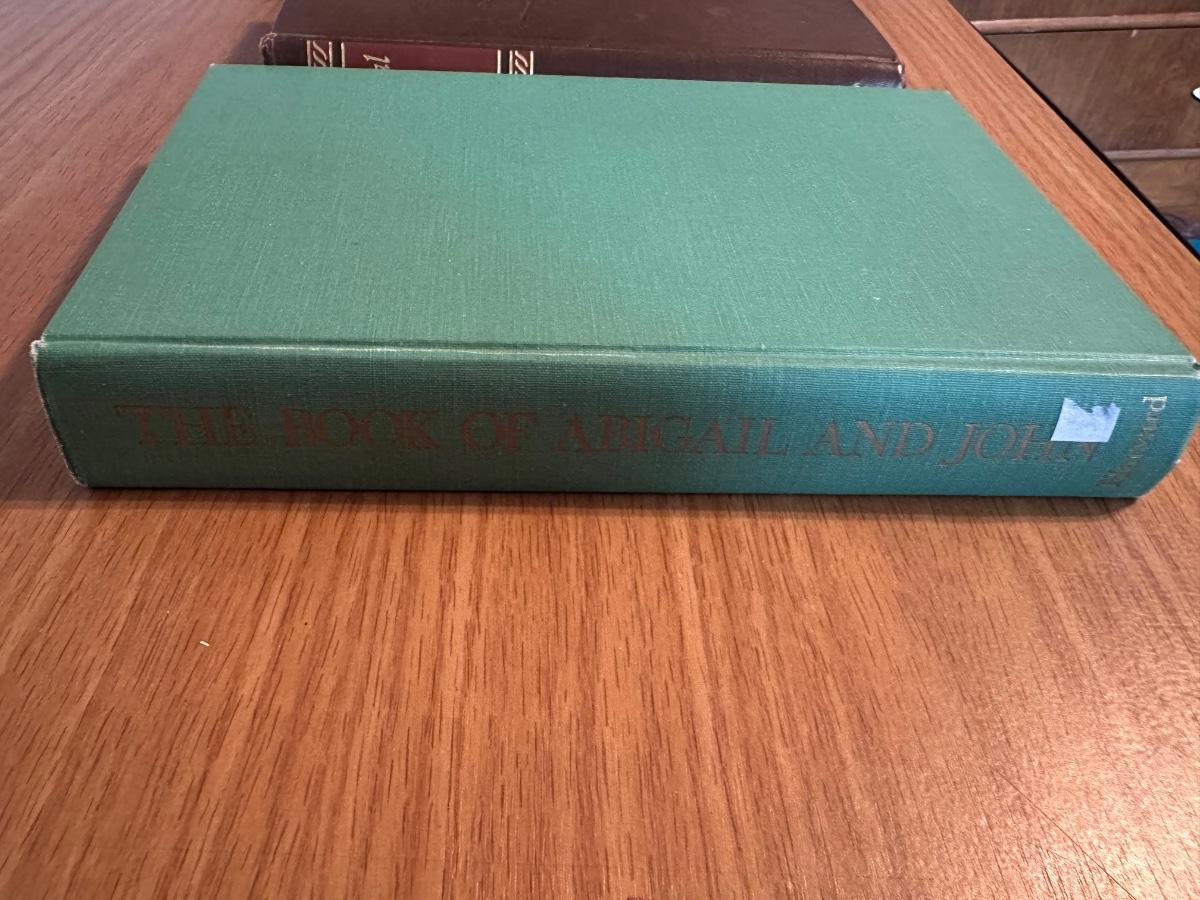 THE BOOK OF ABIGAIL AND JOHN
Harvard